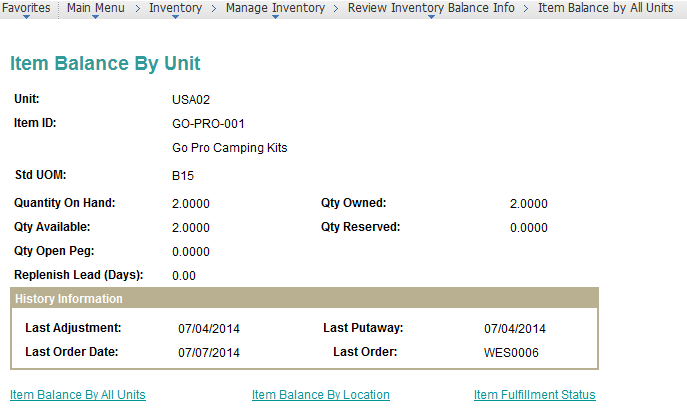 Favorites Main Menu > Inventory > Manage Inventory > Review Inventory Balance Info > Item Balance by All Units
Item Balance By Unit
Unit: USA02
Item ID: GO-PRO-001
Go Pro Camping Kits
Std UOM: B15
Quantity On Hand: 2.0000 Qty Owned: 2.0000
Qty Available: 2.0000 Qty Reserved: 0.0000
Qty Open Peg: 0.0000
Replenish Lead (Days): 0.00
History Information
Last Adjustment: 07/04/2014 Last Putaway: 07/04/2014
Last Order Date: 07/07/2014 Last Order: WES0006
Item Balance By All Units Item Balance By Location Item Fulfillment Status